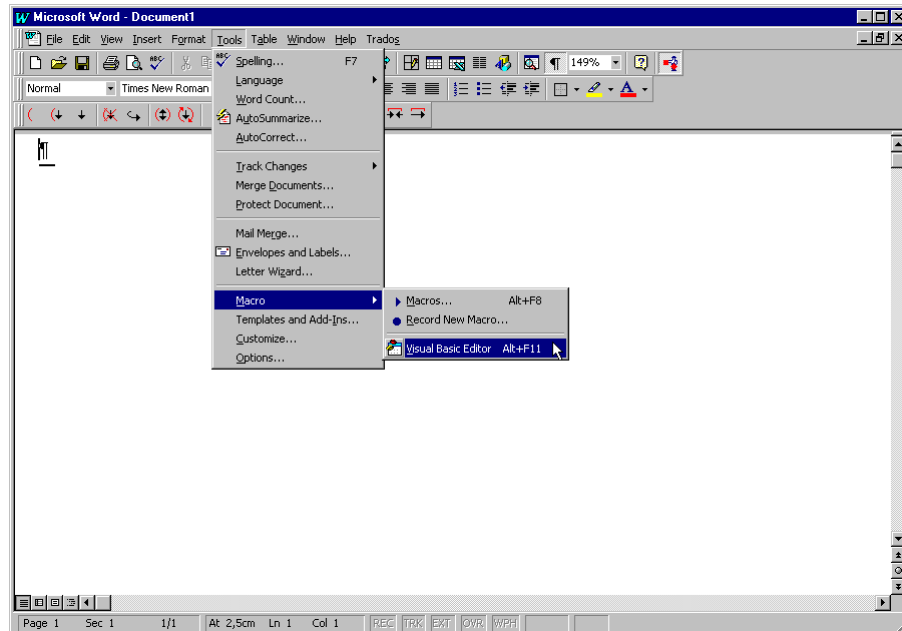 Microsoft Word - Document1
File Edit View Insert Format Tools Table Window Help Trados
149%
Normal Times New Roman
Spelling... F7
Language
Word Count...
AutoSummarize...
AutoCorrect...
Track Changes
Merge Documents...
Protect Document...
Mail Merge...
Envelopes and Labels...
Letter Wizard...
Macro
Templates and Add-Ins...
Customize...
Options...
Macros... Alt+F8
Record New Macro...
Visual Basic Editor Alt+F11
¶
Page 1 Sec 1 1/1 At 2,5cm Ln 1 Col 1 REC TRK EXT OVR WPH